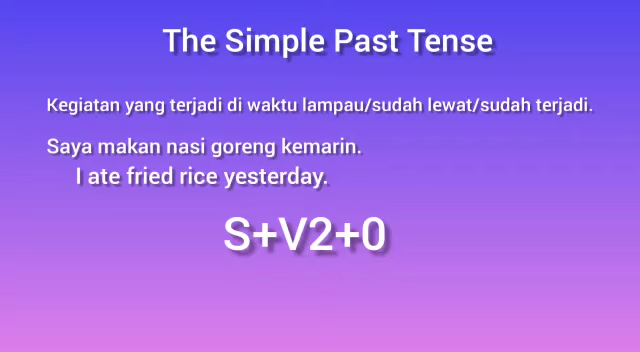 The Simple Past Tense
Kegiatan yang terjadi di waktu lampau/sudah lewat/sudah terjadi.
Saya makan nasi goreng kemarin.
I ate fried rice yesterday.
S+V2+0